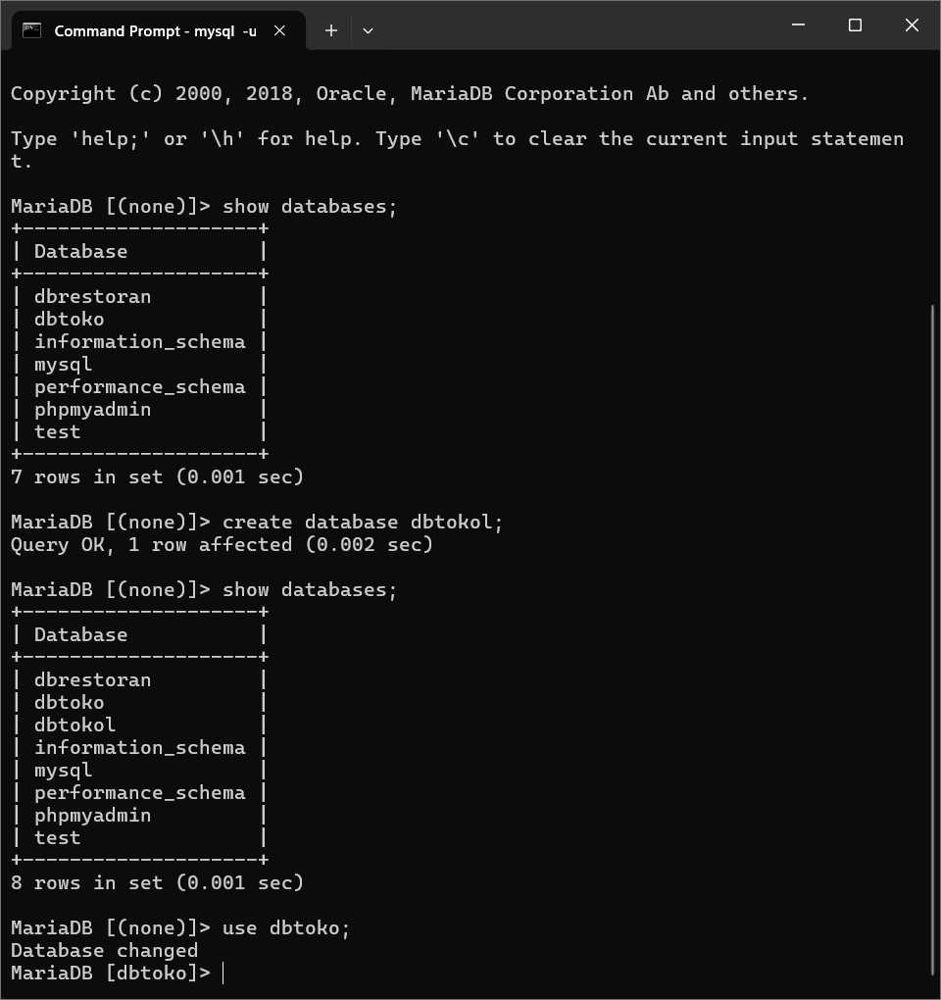 Command Prompt - mysql  -u
Copyright (c) 2000, 2018, Oracle, MariaDB Corporation Ab and others.
Type 'help;' or '\h' for help. Type '\c' to clear the current input statemen
t.
MariaDB [(none)]> show databases;
+--------------------+
| Database           |
+--------------------+
| dbrestoran         |
| dbtoko             |
| information_schema |
| mysql              |
| performance_schema |
| phpmyadmin         |
| test               |
+--------------------+
7 rows in set (0.001 sec)
MariaDB [(none)]> create database dbtokol;
Query OK, 1 row affected (0.002 sec)
MariaDB [(none)]> show databases;
+--------------------+
| Database           |
+--------------------+
| dbrestoran         |
| dbtoko             |
| dbtokol            |
| information_schema |
| mysql              |
| performance_schema |
| phpmyadmin         |
| test               |
+--------------------+
8 rows in set (0.001 sec)
MariaDB [(none)]> use dbtoko;
Database changed
MariaDB [dbtoko]>